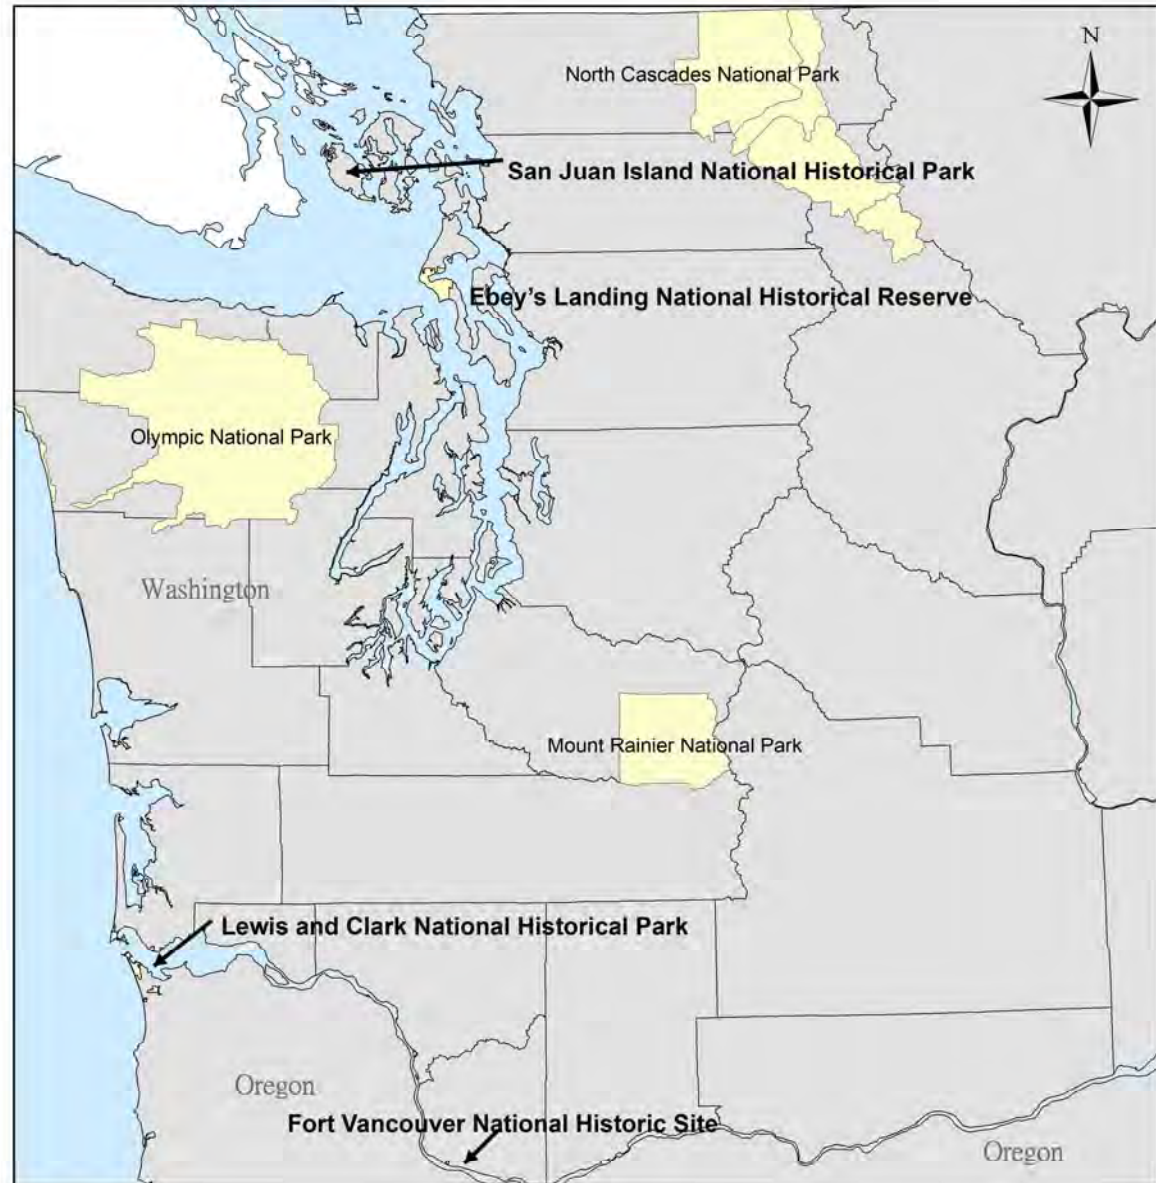 N
North Cascades National Park
San Juan Island National Historical Park
Ebey's Landing National Historical Reserve
Olympic National Park
Washington
Mount Rainier National Park
Lewis and Clark National Historical Park
Oregon
Fort Vancouver National Historic Site
Oregon